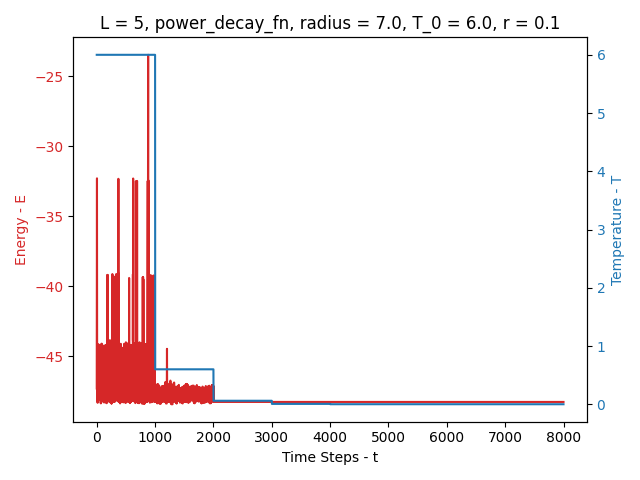 L = 5, power_decay_fn, radius = 7.0, T_0 = 6.0, r = 0.1
Energy - E
−25
−30
−35
−40
−45
6
5
4
3
2
1
0
Temperature - T
0 1000 2000 3000 4000 5000 6000 7000 8000
Time Steps - t